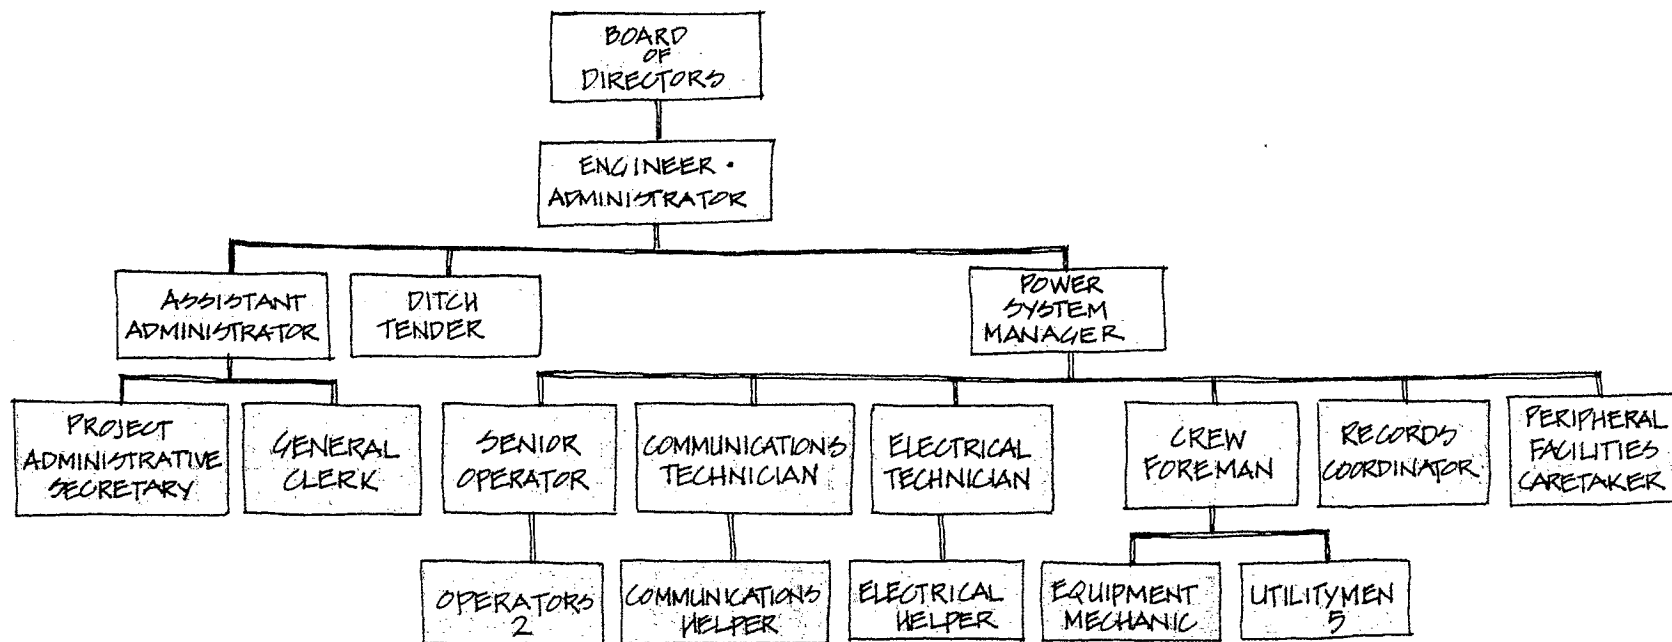 BOARD
OF
DIRECTORS
ENGINEER •
ADMINISTRATOR
ASSISTANT
ADMINISTRATOR
DITCH
TENDER
POWER
SYSTEM
MANAGER
PROJECT
ADMINISTRATIVE
SECRETARY
GENERAL
CLERK
SENIOR
OPERATOR
COMMUNICATIONS
TECHNICIAN
ELECTRICAL
TECHNICIAN
CREW
FOREMAN
RECORDS
COORDINATOR
PERIPHERAL
FACILITIES
CARETAKER
OPERATORS
2
COMMUNICATIONS
HELPER
ELECTRICAL
HELPER
EQUIPMENT
MECHANIC
UTILITYMEN
5